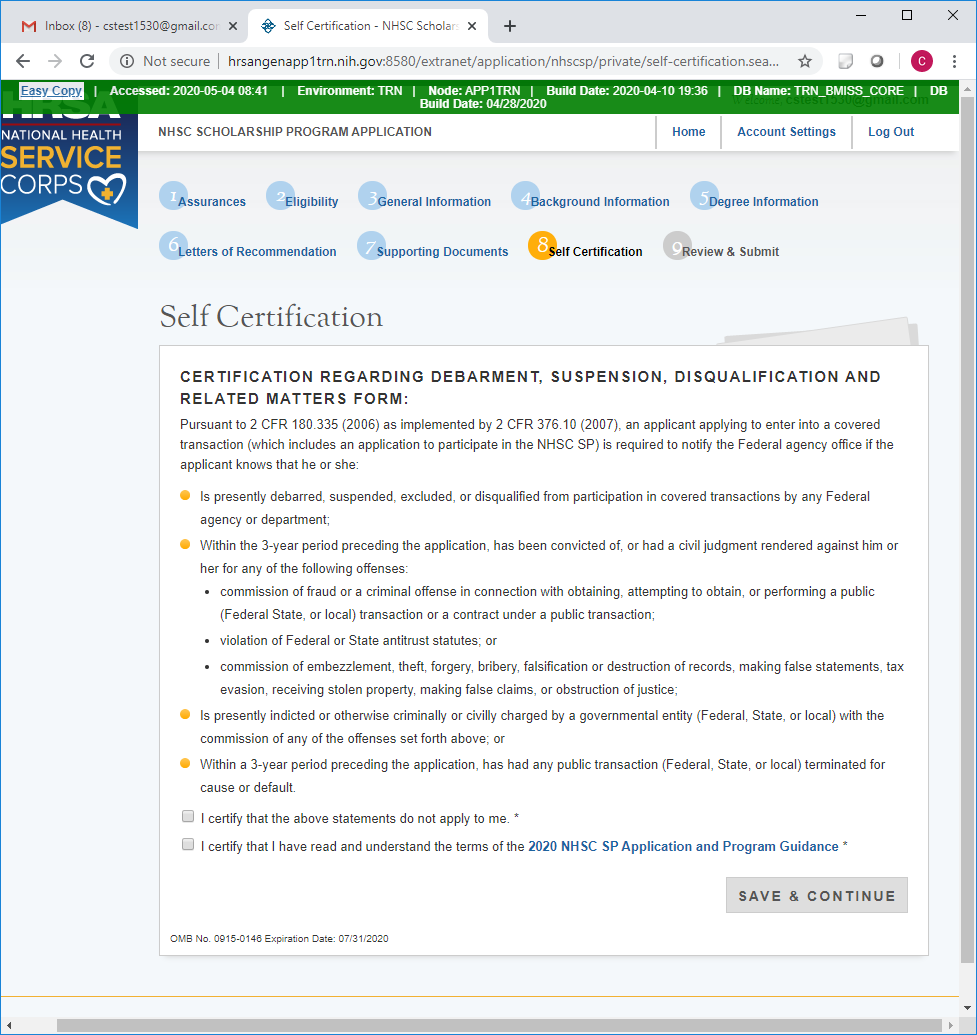 Inbox (8) - cstest1530@gmail.com
Self Certification - NHSC Scholars
Not secure | hrsangenapp1trn.nih.gov:8580/extranet/application/nhscsp/private/self-certification.sea...
C
Easy Copy | Accessed: 2020-05-04 08:41 | Environment: TRN | Node: APP1TRN | Build Date: 2020-04-10 19:36 | DB Name: TRN_BMISS_CORE | DB
Build Date: 04/28/2020
Welcome, cstest1530@gmail.com
HRSA
NATIONAL HEALTH
SERVICE
CORPS
NHSC SCHOLARSHIP PROGRAM APPLICATION
Home
Account Settings
Log Out
1 Assurances
2 Eligibility
3 General Information
4 Background Information
5 Degree Information
6 Letters of Recommendation
7 Supporting Documents
8 Self Certification
9 Review & Submit
Self Certification
CERTIFICATION REGARDING DEBARMENT, SUSPENSION, DISQUALIFICATION AND
RELATED MATTERS FORM:
Pursuant to 2 CFR 180.335 (2006) as implemented by 2 CFR 376.10 (2007), an applicant applying to enter into a covered
transaction (which includes an application to participate in the NHSC SP) is required to notify the Federal agency office if the
applicant knows that he or she:
Is presently debarred, suspended, excluded, or disqualified from participation in covered transactions by any Federal
agency or department;
Within the 3-year period preceding the application, has been convicted of, or had a civil judgment rendered against him or
her for any of the following offenses:
• commission of fraud or a criminal offense in connection with obtaining, attempting to obtain, or performing a public
(Federal State, or local) transaction or a contract under a public transaction;
• violation of Federal or State antitrust statutes; or
• commission of embezzlement, theft, forgery, bribery, falsification or destruction of records, making false statements, tax
evasion, receiving stolen property, making false claims, or obstruction of justice;
Is presently indicted or otherwise criminally or civilly charged by a governmental entity (Federal, State, or local) with the
commission of any of the offenses set forth above; or
Within a 3-year period preceding the application, has had any public transaction (Federal, State, or local) terminated for
cause or default.
I certify that the above statements do not apply to me. *
I certify that I have read and understand the terms of the 2020 NHSC SP Application and Program Guidance *
SAVE & CONTINUE
OMB No. 0915-0146 Expiration Date: 07/31/2020